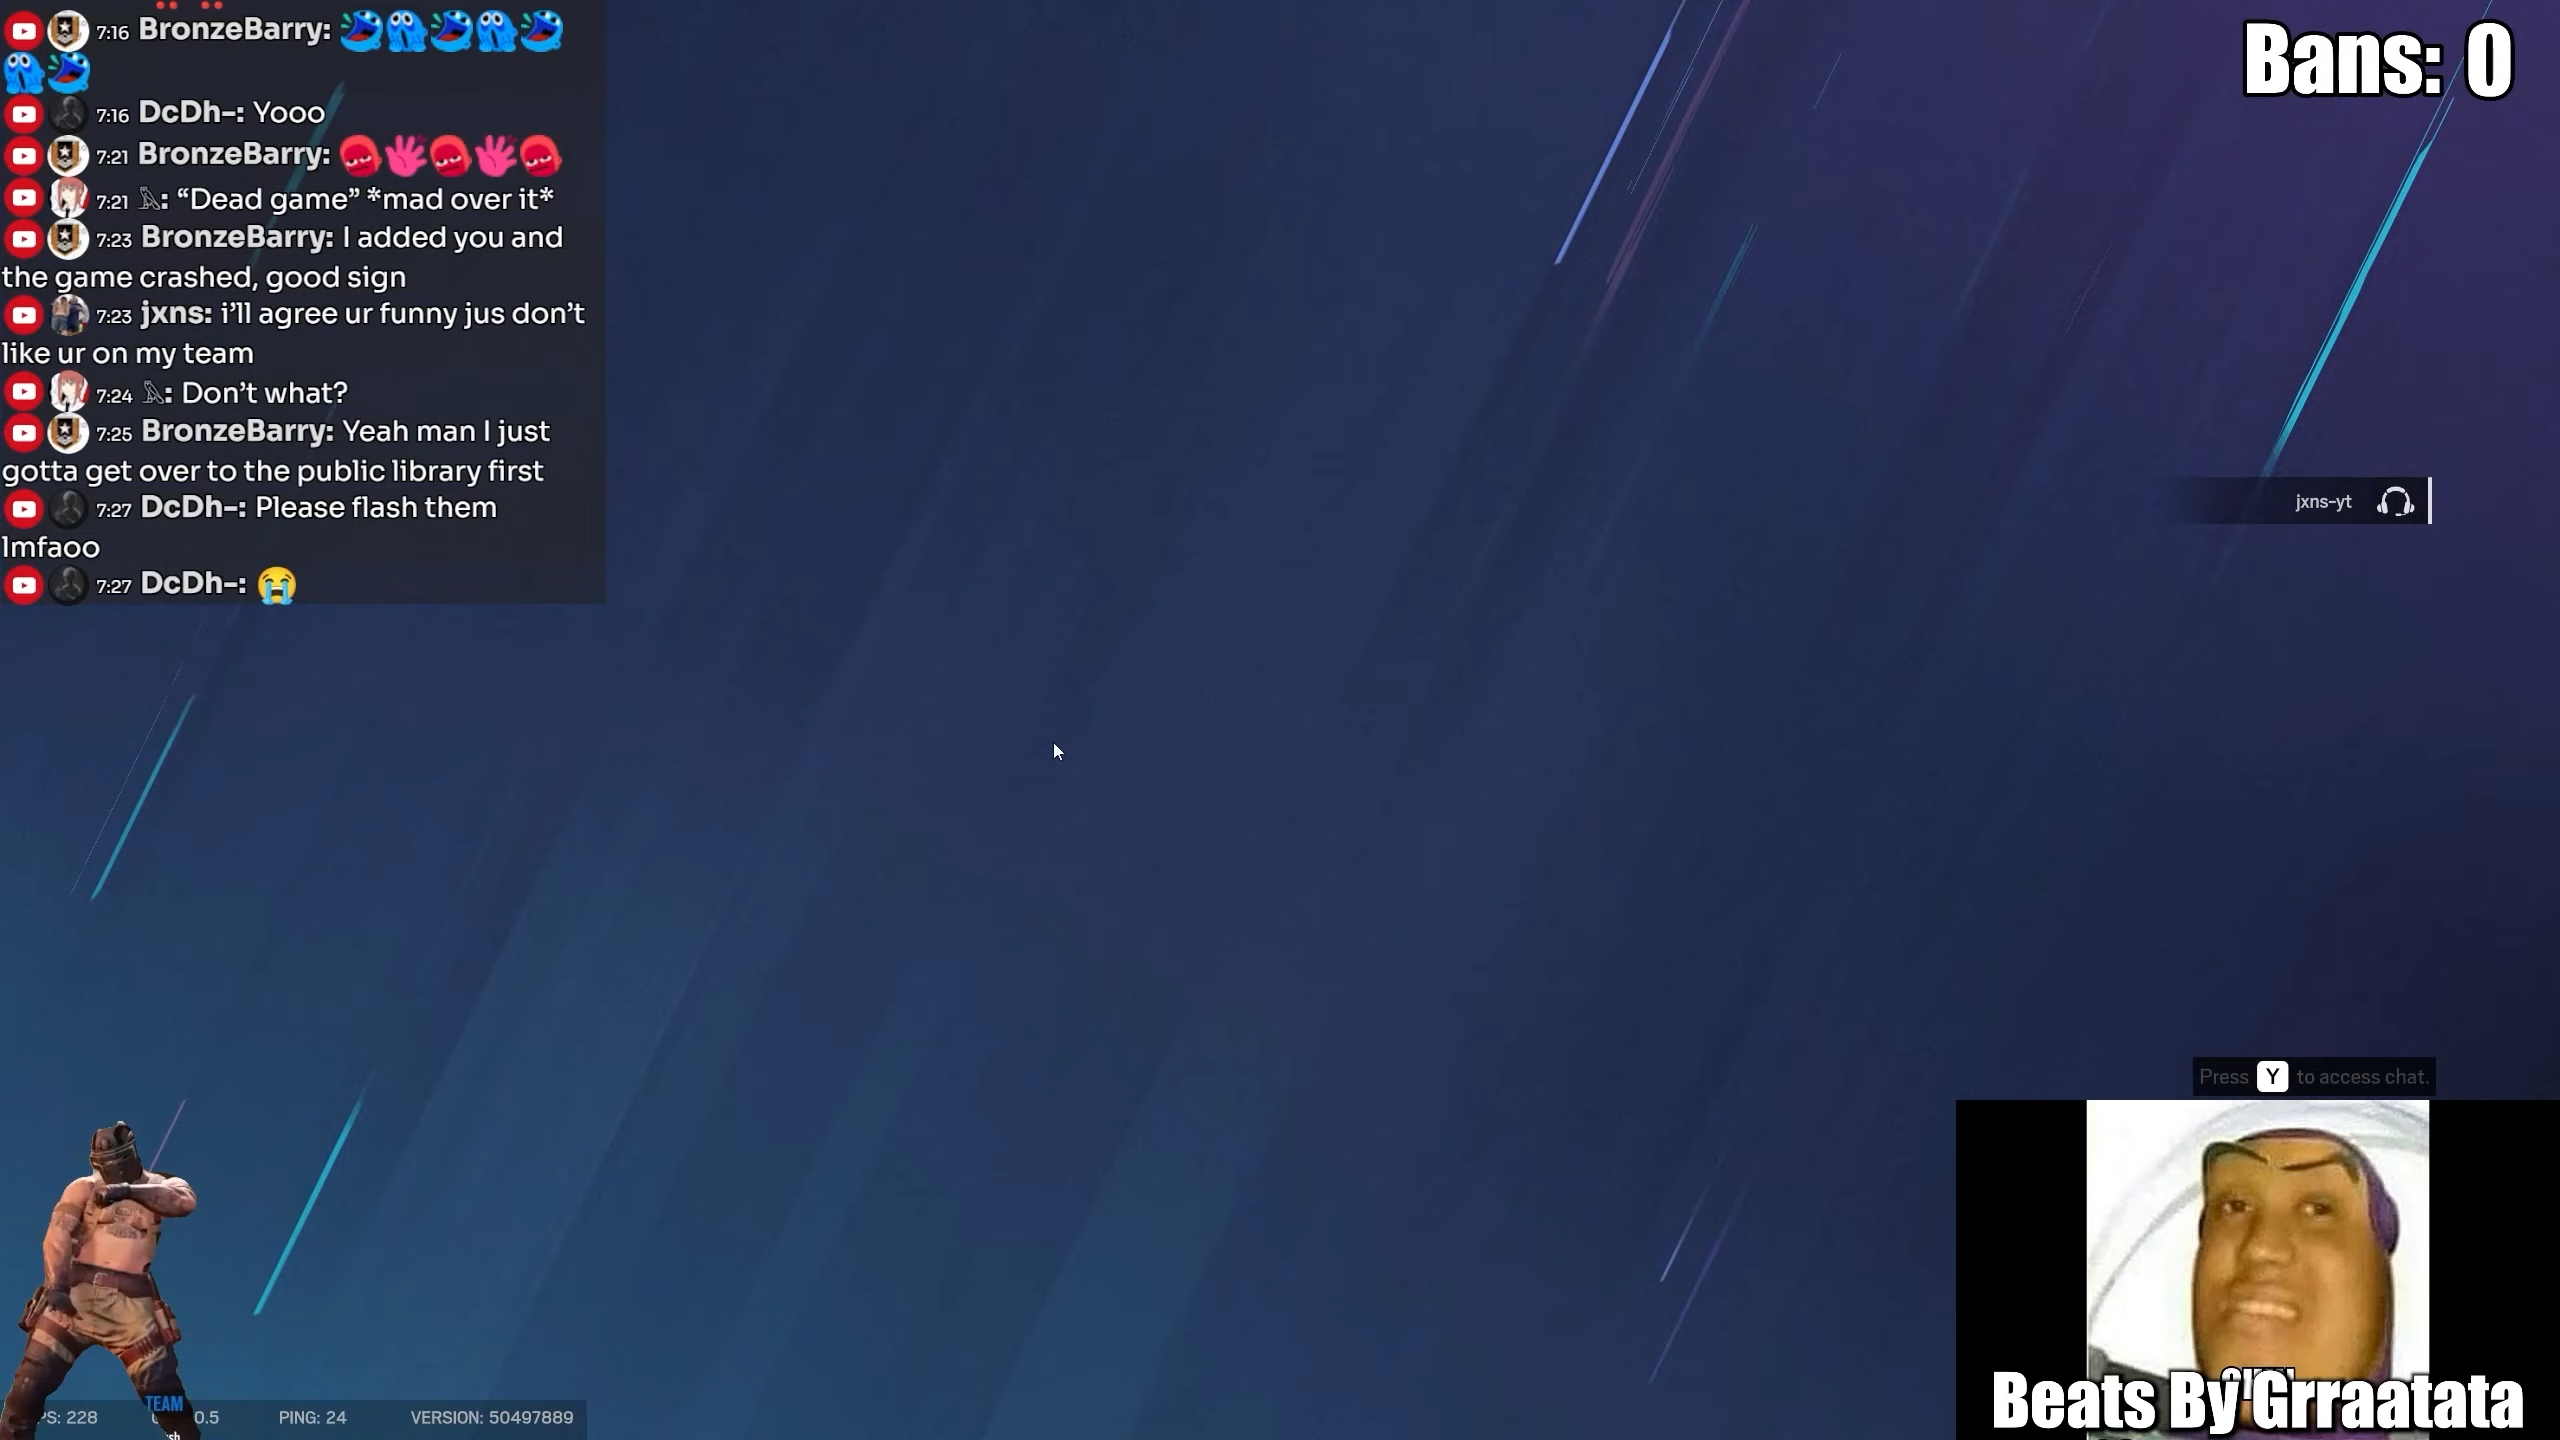 7:16 BronzeBarry:
7:16 DcDh-: Yooo
7:21 BronzeBarry:
7:21 𓅃: “Dead game” *mad over it*
7:23 BronzeBarry: I added you and
the game crashed, good sign
7:23 jxns: i’ll agree ur funny jus don’t
like ur on my team
7:24 : Don’t what?
7:25 BronzeBarry: Yeah man I just
gotta get over to the public library first
7:27 DcDh-: Please flash them
lmfaoo
7:27 DcDh-: 😭
Bans: 0
jxns-yt
Press Y to access chat.
Beats By Grraatata
TEAM
PS: 228
0.5
PING: 24
VERSION: 50497889